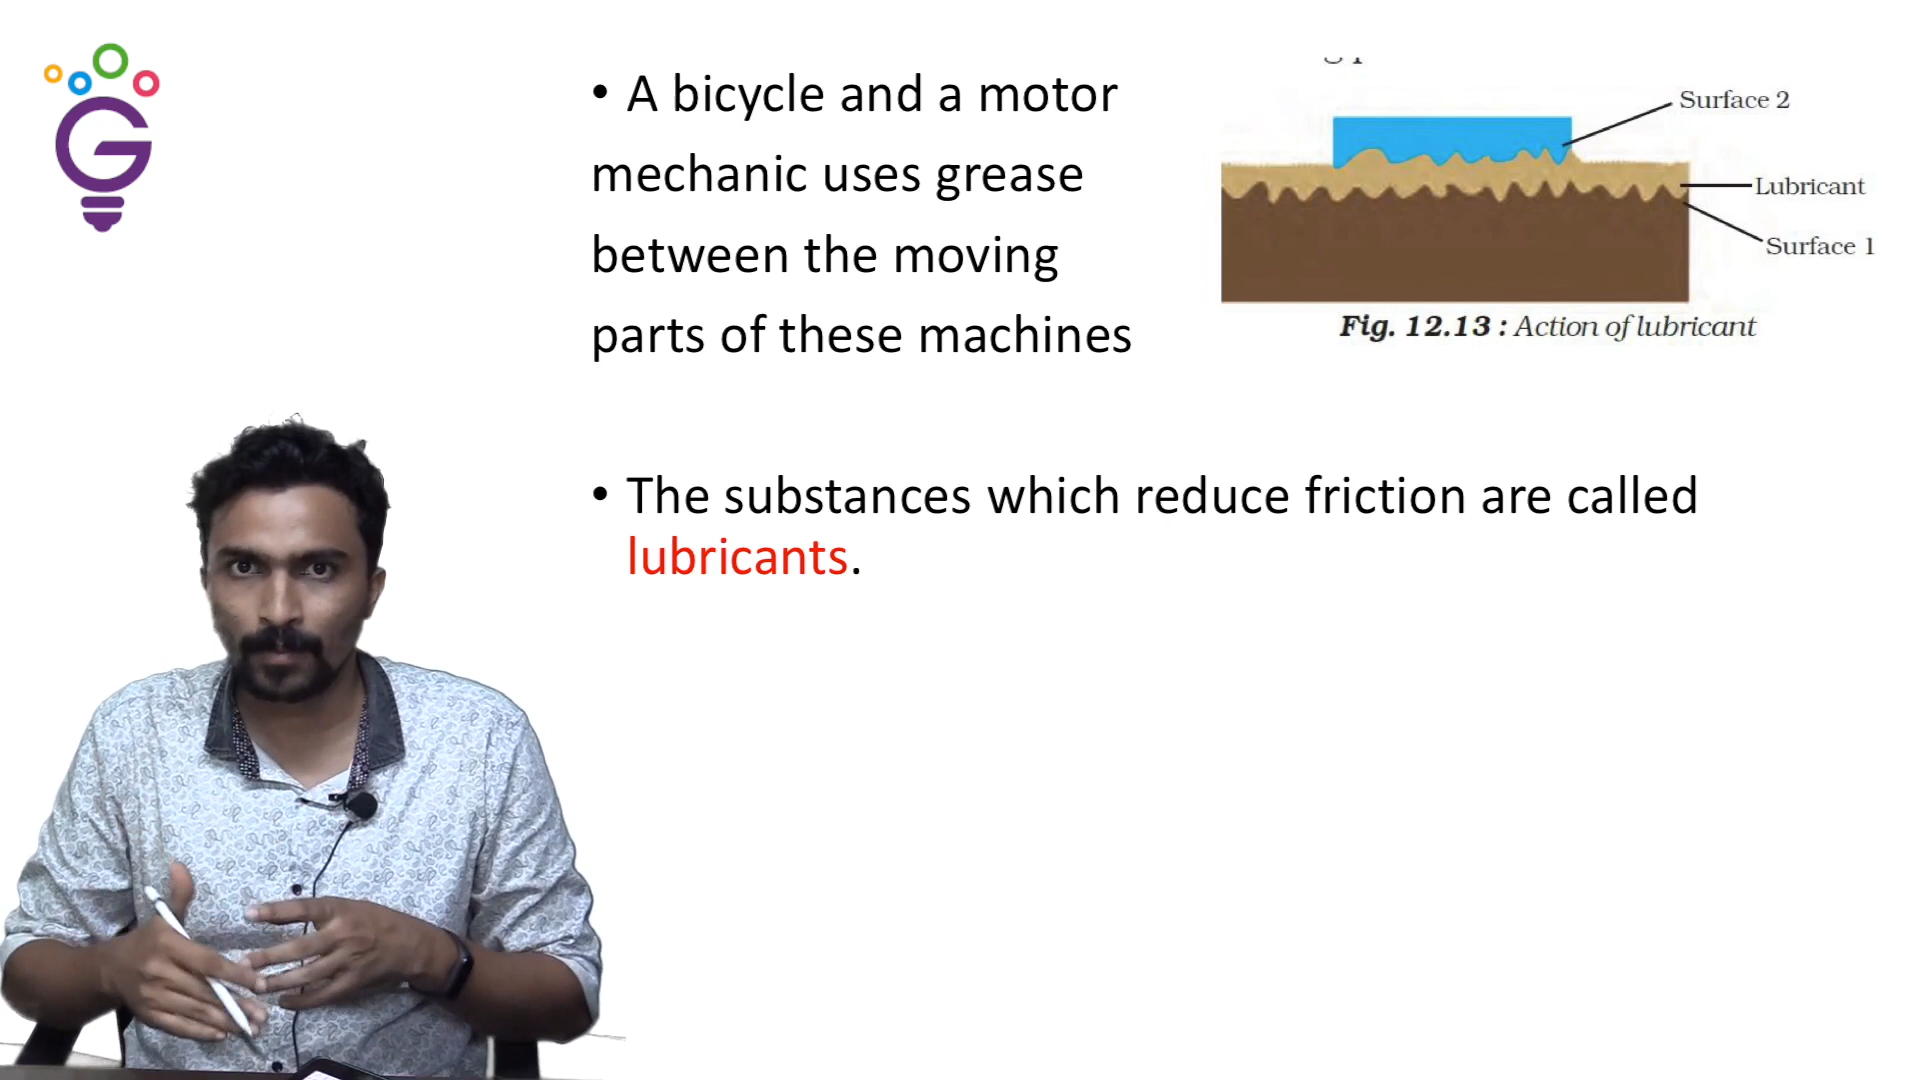 • A bicycle and a motor
mechanic uses grease
between the moving
parts of these machines
Surface 2
Lubricant
Surface 1
Fig. 12.13 : Action of lubricant
• The substances which reduce friction are called
lubricants.